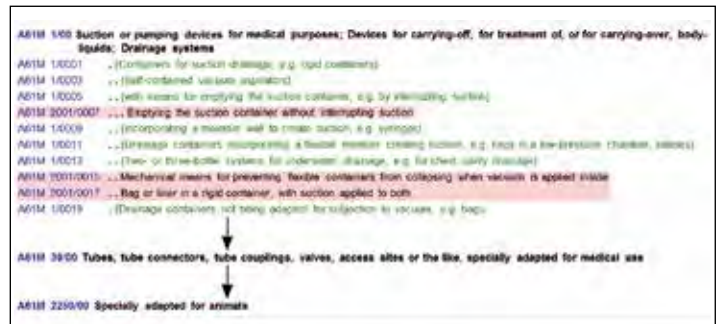 A61M 1/00 Suction or pumping devices for medical purposes; Devices for carrying-off, for treatment of, or for carrying-over, body-
liquids; Drainage systems
A61M 1/0001 . {Containers for suction drainage, e.g. rigid containers}
A61M 1/0003 . . {Self-contained vacuum aspirators}
A61M 1/0005 . . {with means for emptying the suction container, e.g. by interrupting suction}
A61M 2001/0007 . . . Emptying the suction container without interrupting suction
A61M 1/0009 . . {incorporating a movable wall to create suction, e.g. syringes}
A61M 1/0011 . . {Drainage containers incorporating a flexible member creating suction, e.g. bags in a low-pressure chamber, bellows}
A61M 1/0013 . . {Two- or three-bottle systems for underwater drainage, e.g. for chest cavity drainage}
A61M 2001/0015 . . Mechanical means for preventing flexible containers from collapsing when vacuum is applied inside
A61M 2001/0017 . . Bag or liner in a rigid container, with suction applied to both
A61M 1/0019 . . {Drainage containers not being adapted for subjection to vacuum, e.g. bags
A61M 39/00 Tubes, tube connectors, tube couplings, valves, access sites or the like, specially adapted for medical use
A61M 2250/00 Specially adapted for animals